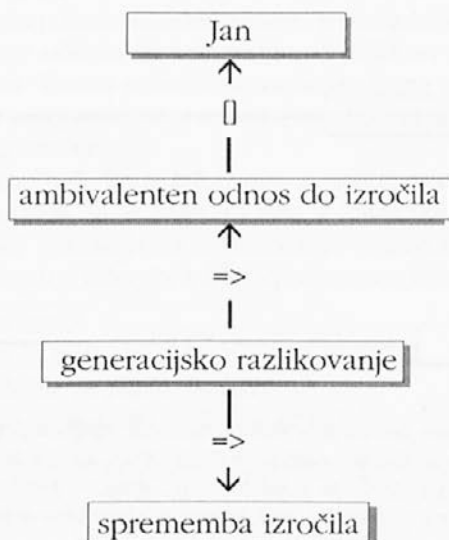 Jan
[]
ambivalenten odnos do izročila
=>
generacijsko razlikovanje
=>
sprememba izročila